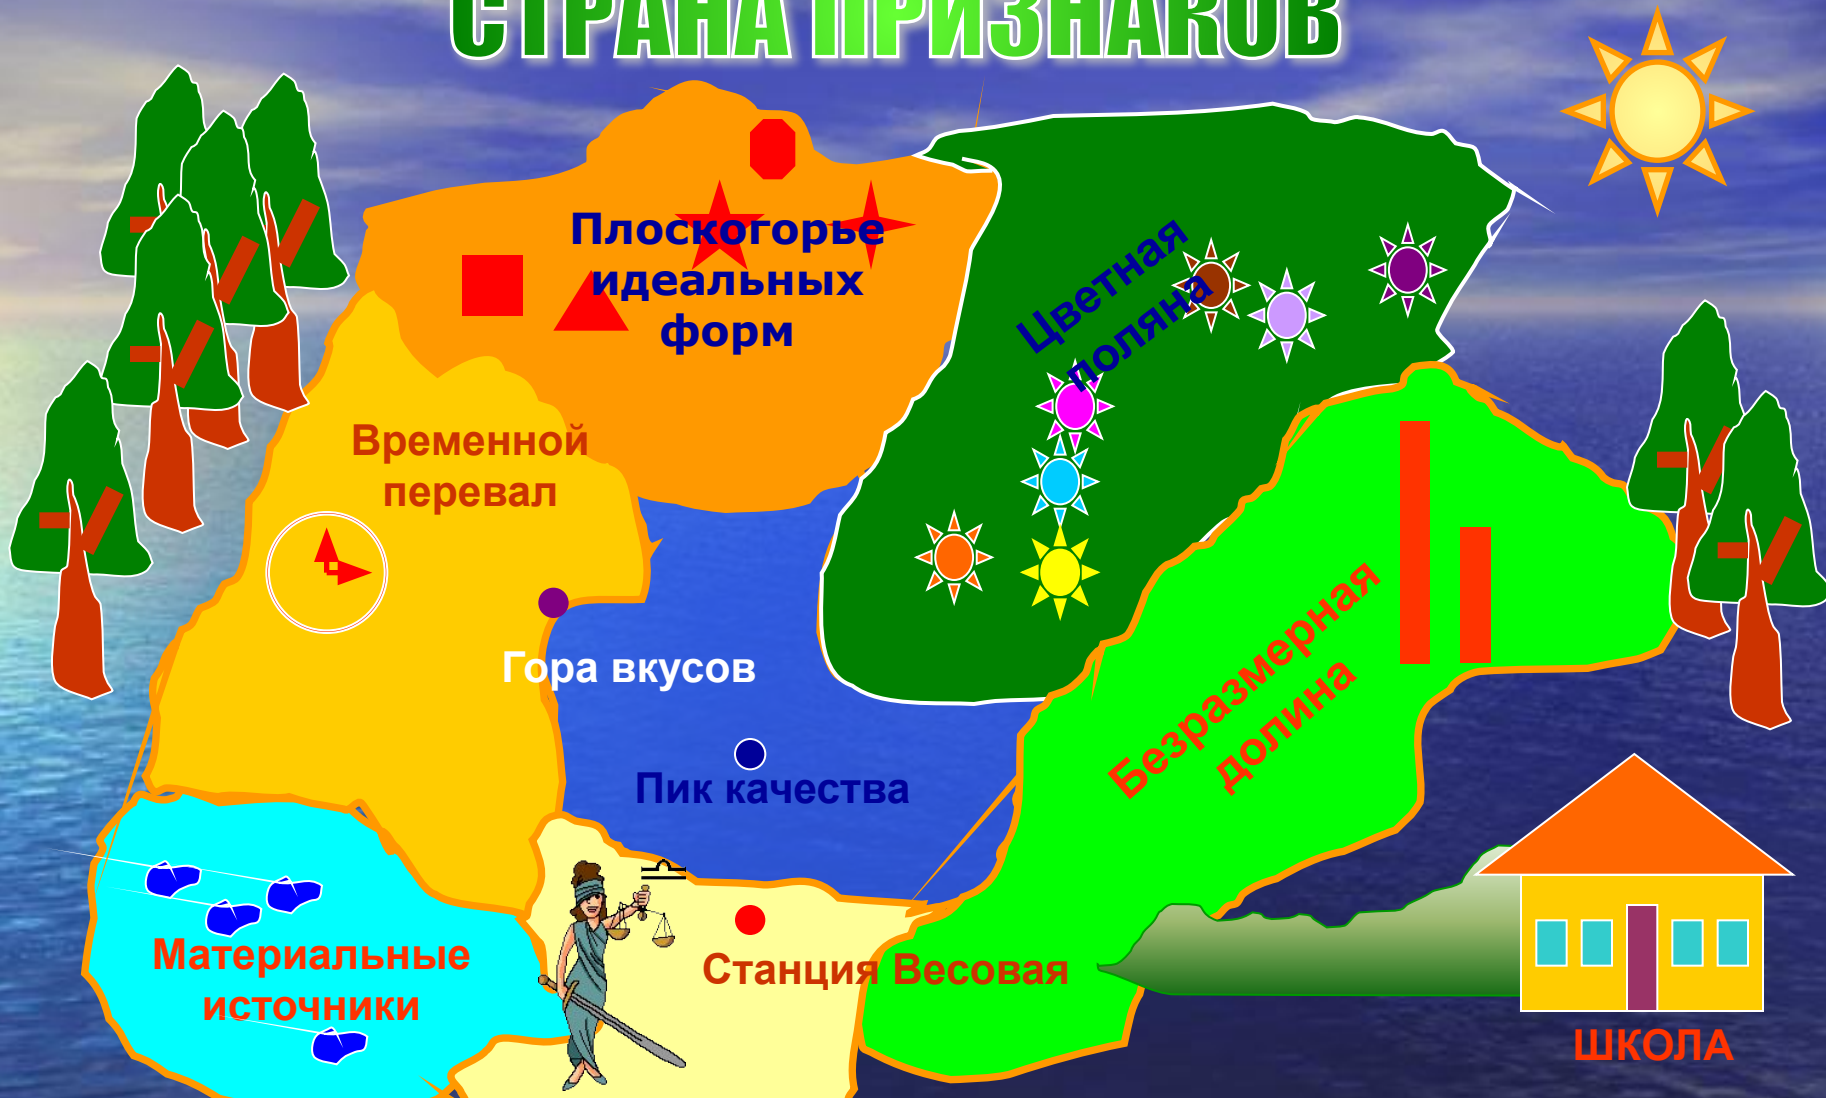 СТРАНА ПРИЗНАКОВ
Плоскогорье
идеальных
форм
Цветная
поляна
Временной
перевал
Гора вкусов
Пик качества
Безразмерная
долина
Материальные
источники
Станция Весовая
ШКОЛА